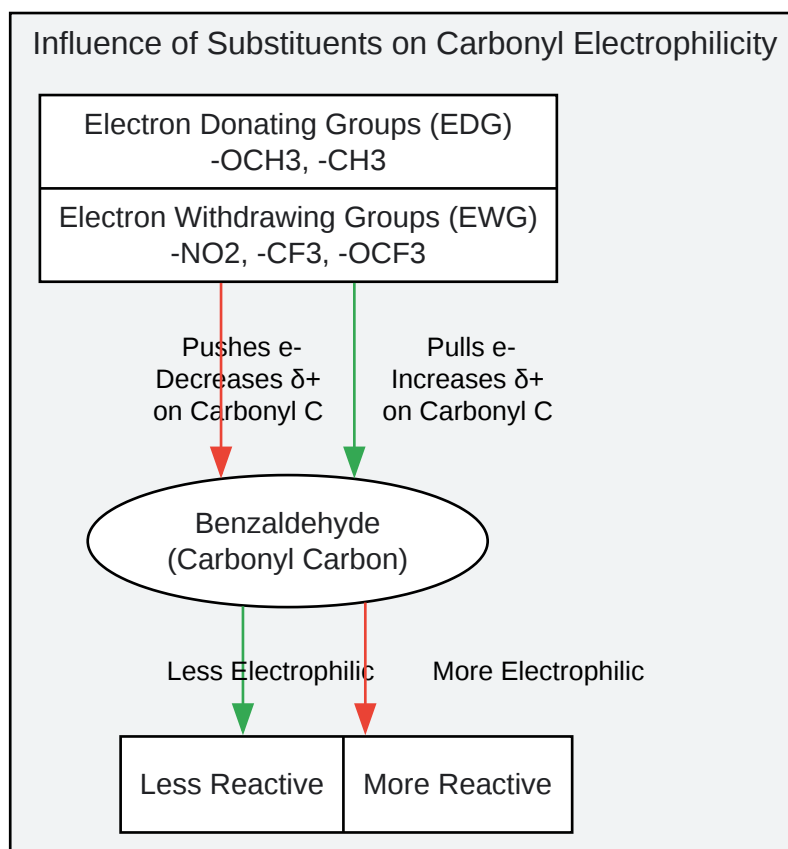 Influence of Substituents on Carbonyl Electrophilicity
Electron Donating Groups (EDG)
-OCH3, -CH3
Electron Withdrawing Groups (EWG)
-NO2, -CF3, -OCF3
Pushes e-
Decreases δ+
on Carbonyl C
Pulls e-
Increases δ+
on Carbonyl C
Benzaldehyde
(Carbonyl Carbon)
Less Electrophilic
More Electrophilic
Less Reactive
More Reactive